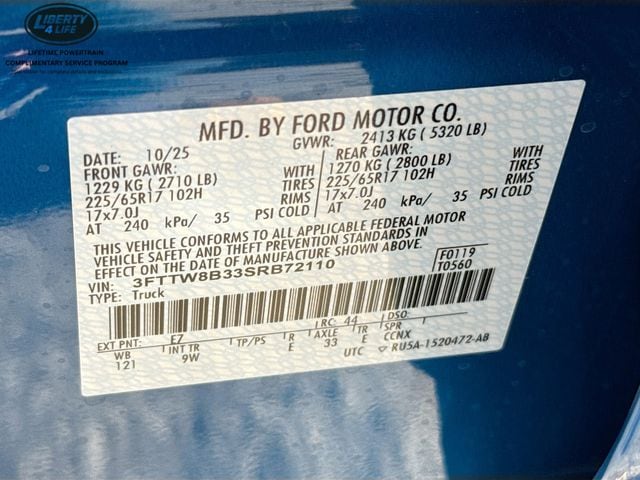 LIBERTY
4 LIFE
LIFETIME POWERTRAIN
COMPLIMENTARY SERVICE PROGRAM
MFD. BY FORD MOTOR CO.
DATE: 10/25 GVWR: 2413 KG ( 5320 LB)
FRONT GAWR: REAR GAWR:
1229 KG ( 2710 LB) WITH 1270 KG ( 2800 LB) WITH
225/65R17 102H TIRES 225/65R17 102H TIRES
17x7.0J RIMS 17x7.0J RIMS
AT 240 kPa/ 35 PSI COLD AT 240 kPa/ 35 PSI COLD
THIS VEHICLE CONFORMS TO ALL APPLICABLE FEDERAL MOTOR
VEHICLE SAFETY AND THEFT PREVENTION STANDARDS IN
EFFECT ON THE DATE OF MANUFACTURE SHOWN ABOVE.
VIN: 3FTTW8B33SRB72110 F0119
TYPE: Truck T0560
EXT PNT: E7 LRC: 44 DSO:
WB INT TR TP/PS R AXLE TR SPR
121 9W E 33 E CCNX
UTC RU5A-1520472-AB